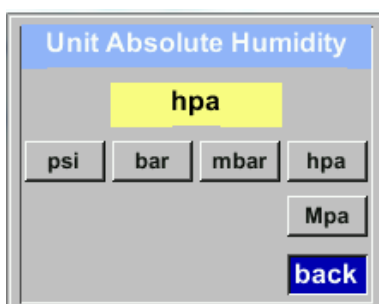 Unit Absolute Humidity
hpa
psi bar mbar hpa
Mpa
back